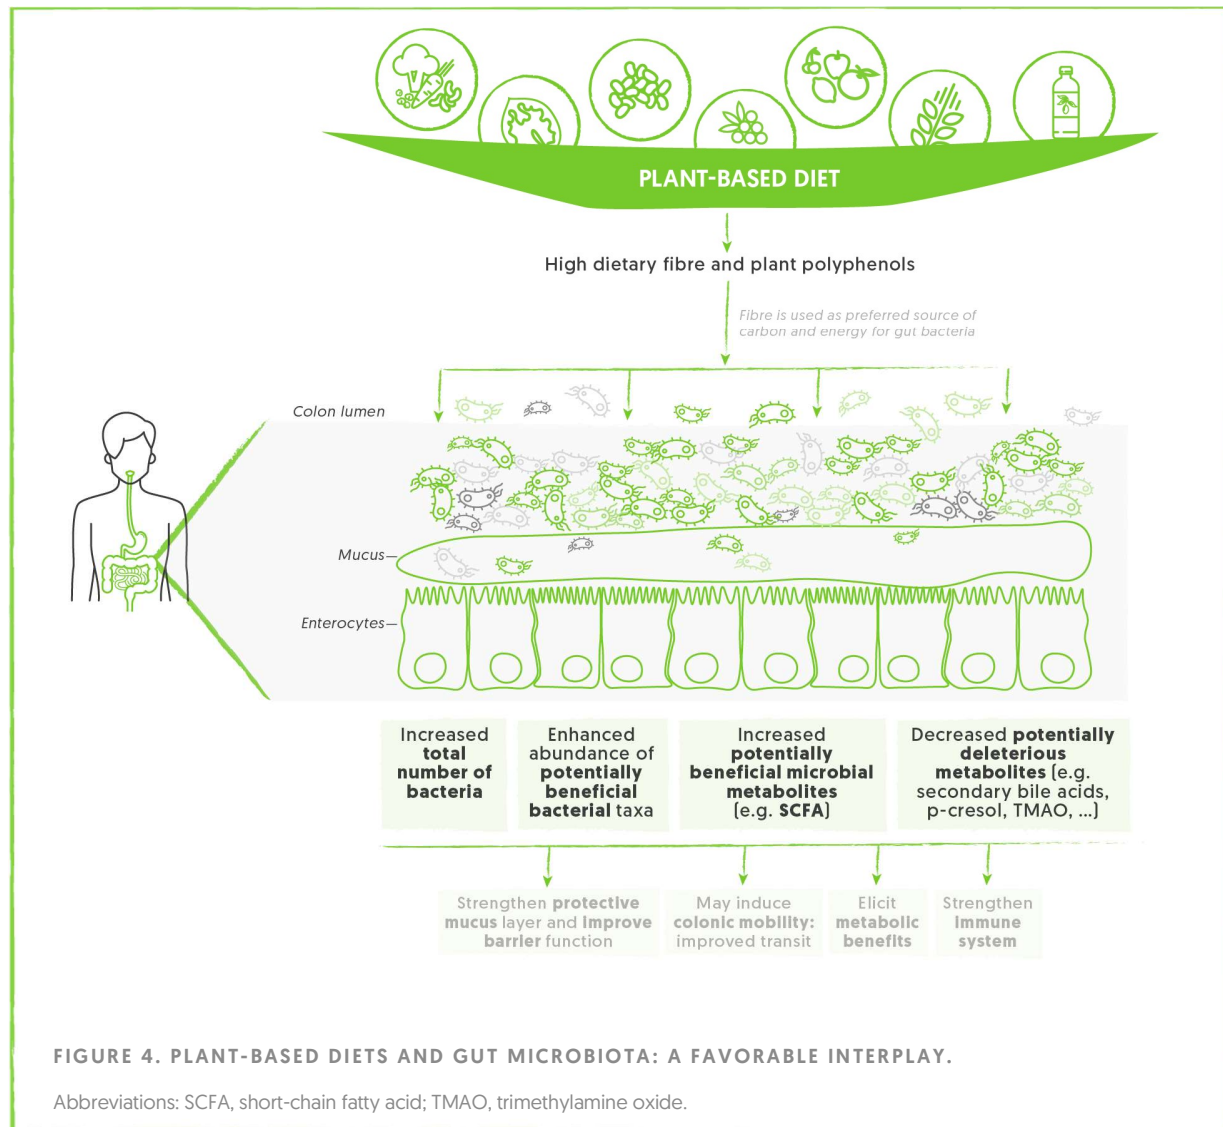 PLANT-BASED DIET
High dietary fibre and plant polyphenols
Fibre is used as preferred source of
carbon and energy for gut bacteria
Colon lumen
Mucus
Enterocytes
Increased
total
number of
bacteria
Enhanced
abundance of
potentially
beneficial
bacterial taxa
Increased
potentially
beneficial microbial
metabolites
(e.g. SCFA)
Decreased potentially
deleterious
metabolites (e.g.
secondary bile acids,
p-cresol, TMAO, ...)
Strengthen protective
mucus layer and improve
barrier function
May induce
colonic mobility:
improved transit
Elicit
metabolic
benefits
Strengthen
immune
system
FIGURE 4. PLANT-BASED DIETS AND GUT MICROBIOTA: A FAVORABLE INTERPLAY.
Abbreviations: SCFA, short-chain fatty acid; TMAO, trimethylamine oxide.